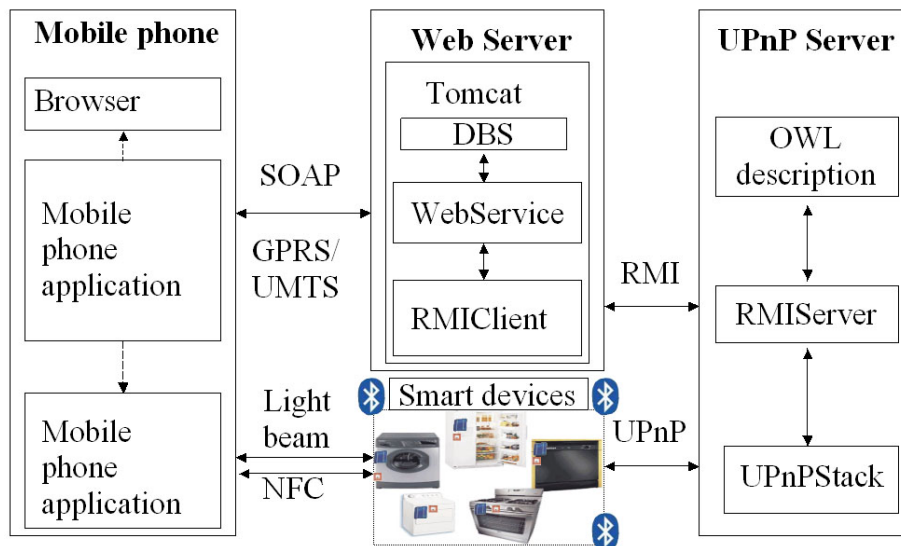 Mobile phone
Browser
Mobile
phone
application
Mobile
phone
application
SOAP
GPRS/
UMTS
Light
beam
NFC
Web Server
Tomcat
DBS
WebService
RMIClient
Smart devices
RMI
UPnP
UPnP Server
OWL
description
RMIServer
UPnPStack